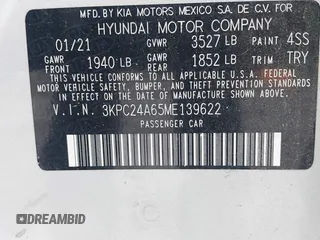 MFD BY KIA MOTORS MEXICO S.A. DE C.V. FOR
HYUNDAI MOTOR COMPANY
01/21 GVWR 3527 LB PAINT 4SS
GAWR 1940 LB GAWR 1852 LB TRIM TRY
THIS VEHICLE CONFORMS TO ALL APPLICABLE U.S. FEDERAL
MOTOR VEHICLE SAFETY, BUMPER, AND THEFT PREVENTION
STANDARDS IN EFFECT ON THE DATE OF MANUFACTURE SHOWN ABOVE.
V.I.N. 3KPC24A65ME139622
PASSENGER CAR
DREAMBID